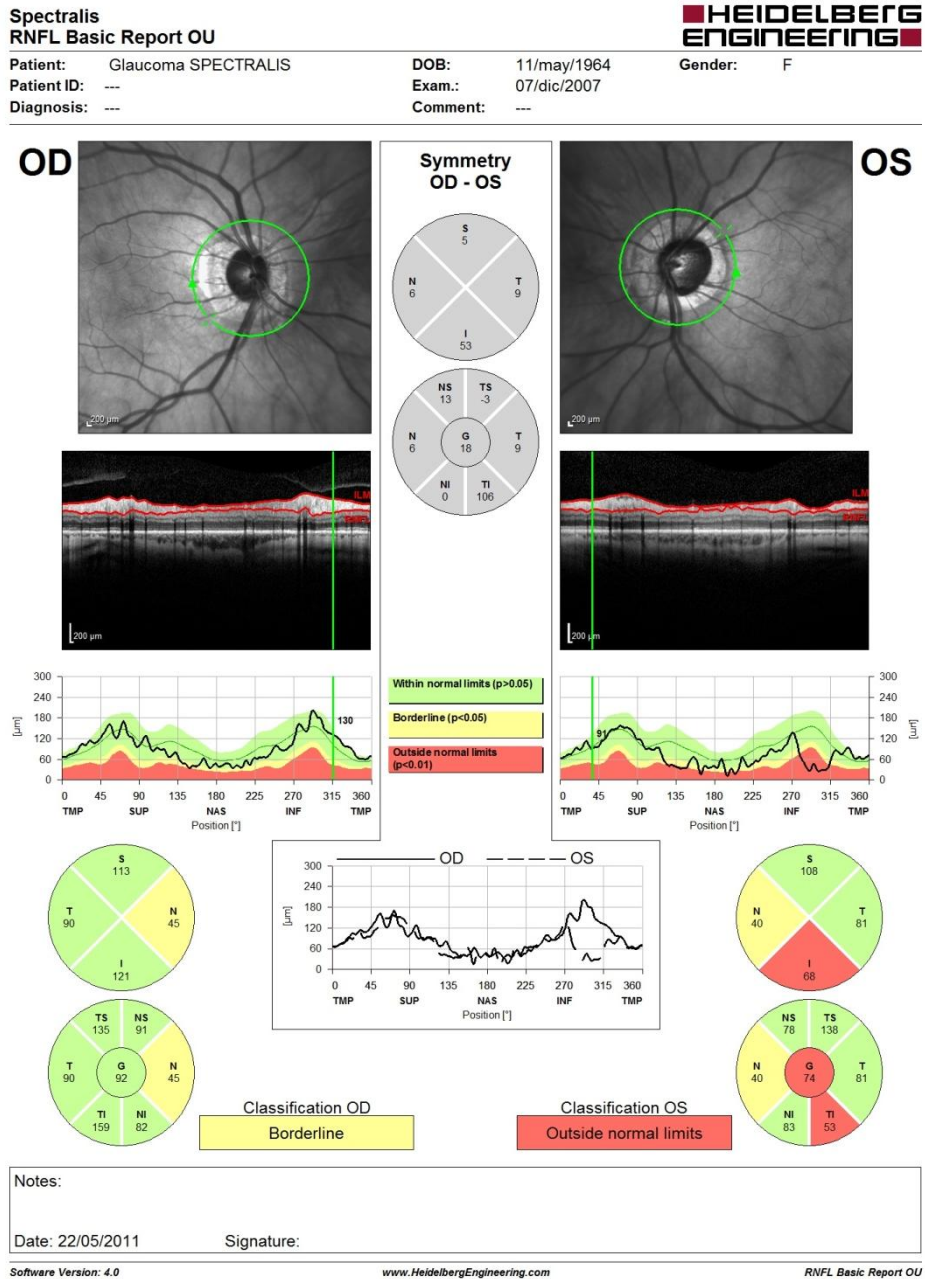 Spectralis
RNFL Basic Report OU
HEIDELBERG
ENGINEERING
Patient: Glaucoma SPECTRALIS DOB: 11/may/1964 Gender: F
Patient ID: --- Exam.: 07/dic/2007
Diagnosis: --- Comment: ---
OD
Symmetry
OD - OS
OS
S
5
N
6
T
9
I
53
NS
13
TS
-3
N
6
G
18
T
9
NI
0
TI
106
200 µm
200 µm
ILM
ILM
200 µm
200 µm
300
240
180
120
60
0
[µm]
130
0 45 90 135 180 225 270 315 360
TMP SUP NAS INF TMP
Position [°]
Within normal limits (p>0.05)
Borderline (p<0.05)
Outside normal limits
(p<0.01)
300
240
180
120
60
0
[µm]
91
0 45 90 135 180 225 270 315 360
TMP SUP NAS INF TMP
Position [°]
S
113
T
90
N
45
I
121
OD OS
300
240
180
120
60
0
[µm]
0 45 90 135 180 225 270 315 360
TMP SUP NAS INF TMP
Position [°]
S
108
N
40
T
81
I
68
TS
135
NS
91
T
90
G
92
N
45
TI
159
NI
82
Classification OD
Borderline
Classification OS
Outside normal limits
NS
78
TS
138
N
40
G
74
T
81
NI
83
TI
53
Notes:
Date: 22/05/2011 Signature:
Software Version: 4.0 www.HeidelbergEngineering.com RNFL Basic Report OU